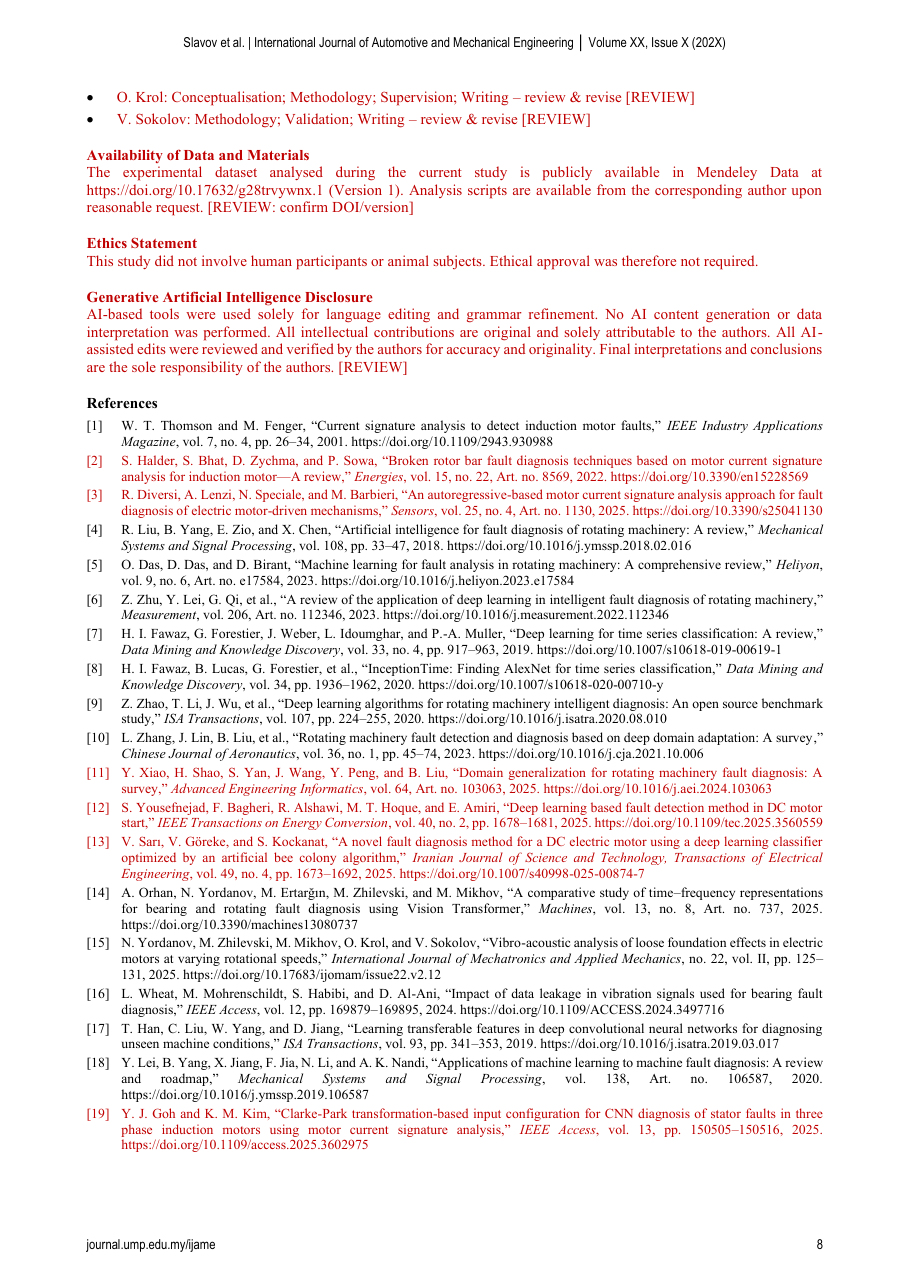 Slavov et al. | International Journal of Automotive and Mechanical Engineering │ Volume XX, Issue X (202X)
• O. Krol: Conceptualisation; Methodology; Supervision; Writing – review & revise [REVIEW]
• V. Sokolov: Methodology; Validation; Writing – review & revise [REVIEW]
Availability of Data and Materials
The experimental dataset analysed during the current study is publicly available in Mendeley Data at
https://doi.org/10.17632/g28trvywnx.1 (Version 1). Analysis scripts are available from the corresponding author upon
reasonable request. [REVIEW: confirm DOI/version]
Ethics Statement
This study did not involve human participants or animal subjects. Ethical approval was therefore not required.
Generative Artificial Intelligence Disclosure
AI-based tools were used solely for language editing and grammar refinement. No AI content generation or data
interpretation was performed. All intellectual contributions are original and solely attributable to the authors. All AI-
assisted edits were reviewed and verified by the authors for accuracy and originality. Final interpretations and conclusions
are the sole responsibility of the authors. [REVIEW]
References
[1] W. T. Thomson and M. Fenger, “Current signature analysis to detect induction motor faults,” IEEE Industry Applications
Magazine, vol. 7, no. 4, pp. 26–34, 2001. https://doi.org/10.1109/2943.930988
[2] S. Halder, S. Bhat, D. Zychma, and P. Sowa, “Broken rotor bar fault diagnosis techniques based on motor current signature
analysis for induction motor—A review,” Energies, vol. 15, no. 22, Art. no. 8569, 2022. https://doi.org/10.3390/en15228569
[3] R. Diversi, A. Lenzi, N. Speciale, and M. Barbieri, “An autoregressive-based motor current signature analysis approach for fault
diagnosis of electric motor-driven mechanisms,” Sensors, vol. 25, no. 4, Art. no. 1130, 2025. https://doi.org/10.3390/s25041130
[4] R. Liu, B. Yang, E. Zio, and X. Chen, “Artificial intelligence for fault diagnosis of rotating machinery: A review,” Mechanical
Systems and Signal Processing, vol. 108, pp. 33–47, 2018. https://doi.org/10.1016/j.ymssp.2018.02.016
[5] O. Das, D. Das, and D. Birant, “Machine learning for fault analysis in rotating machinery: A comprehensive review,” Heliyon,
vol. 9, no. 6, Art. no. e17584, 2023. https://doi.org/10.1016/j.heliyon.2023.e17584
[6] Z. Zhu, Y. Lei, G. Qi, et al., “A review of the application of deep learning in intelligent fault diagnosis of rotating machinery,”
Measurement, vol. 206, Art. no. 112346, 2023. https://doi.org/10.1016/j.measurement.2022.112346
[7] H. I. Fawaz, G. Forestier, J. Weber, L. Idoumghar, and P.-A. Muller, “Deep learning for time series classification: A review,”
Data Mining and Knowledge Discovery, vol. 33, no. 4, pp. 917–963, 2019. https://doi.org/10.1007/s10618-019-00619-1
[8] H. I. Fawaz, B. Lucas, G. Forestier, et al., “InceptionTime: Finding AlexNet for time series classification,” Data Mining and
Knowledge Discovery, vol. 34, pp. 1936–1962, 2020. https://doi.org/10.1007/s10618-020-00710-y
[9] Z. Zhao, T. Li, J. Wu, et al., “Deep learning algorithms for rotating machinery intelligent diagnosis: An open source benchmark
study,” ISA Transactions, vol. 107, pp. 224–255, 2020. https://doi.org/10.1016/j.isatra.2020.08.010
[10] L. Zhang, J. Lin, B. Liu, et al., “Rotating machinery fault detection and diagnosis based on deep domain adaptation: A survey,”
Chinese Journal of Aeronautics, vol. 36, no. 1, pp. 45–74, 2023. https://doi.org/10.1016/j.cja.2021.10.006
[11] Y. Xiao, H. Shao, S. Yan, J. Wang, Y. Peng, and B. Liu, “Domain generalization for rotating machinery fault diagnosis: A
survey,” Advanced Engineering Informatics, vol. 64, Art. no. 103063, 2025. https://doi.org/10.1016/j.aei.2024.103063
[12] S. Yousefnejad, F. Bagheri, R. Alshawi, M. T. Hoque, and E. Amiri, “Deep learning based fault detection method in DC motor
start,” IEEE Transactions on Energy Conversion, vol. 40, no. 2, pp. 1678–1681, 2025. https://doi.org/10.1109/tec.2025.3560559
[13] V. Sarı, V. Göreke, and S. Kockanat, “A novel fault diagnosis method for a DC electric motor using a deep learning classifier
optimized by an artificial bee colony algorithm,” Iranian Journal of Science and Technology, Transactions of Electrical
Engineering, vol. 49, no. 4, pp. 1673–1692, 2025. https://doi.org/10.1007/s40998-025-00874-7
[14] A. Orhan, N. Yordanov, M. Ertarğın, M. Zhilevski, and M. Mikhov, “A comparative study of time–frequency representations
for bearing and rotating fault diagnosis using Vision Transformer,” Machines, vol. 13, no. 8, Art. no. 737, 2025.
https://doi.org/10.3390/machines13080737
[15] N. Yordanov, M. Zhilevski, M. Mikhov, O. Krol, and V. Sokolov, “Vibro-acoustic analysis of loose foundation effects in electric
motors at varying rotational speeds,” International Journal of Mechatronics and Applied Mechanics, no. 22, vol. II, pp. 125–
131, 2025. https://doi.org/10.17683/ijomam/issue22.v2.12
[16] L. Wheat, M. Mohrenschildt, S. Habibi, and D. Al-Ani, “Impact of data leakage in vibration signals used for bearing fault
diagnosis,” IEEE Access, vol. 12, pp. 169879–169895, 2024. https://doi.org/10.1109/ACCESS.2024.3497716
[17] T. Han, C. Liu, W. Yang, and D. Jiang, “Learning transferable features in deep convolutional neural networks for diagnosing
unseen machine conditions,” ISA Transactions, vol. 93, pp. 341–353, 2019. https://doi.org/10.1016/j.isatra.2019.03.017
[18] Y. Lei, B. Yang, X. Jiang, F. Jia, N. Li, and A. K. Nandi, “Applications of machine learning to machine fault diagnosis: A review
and roadmap,” Mechanical Systems and Signal Processing, vol. 138, Art. no. 106587, 2020.
https://doi.org/10.1016/j.ymssp.2019.106587
[19] Y. J. Goh and K. M. Kim, “Clarke-Park transformation-based input configuration for CNN diagnosis of stator faults in three
phase induction motors using motor current signature analysis,” IEEE Access, vol. 13, pp. 150505–150516, 2025.
https://doi.org/10.1109/access.2025.3602975
journal.ump.edu.my/ijame 8